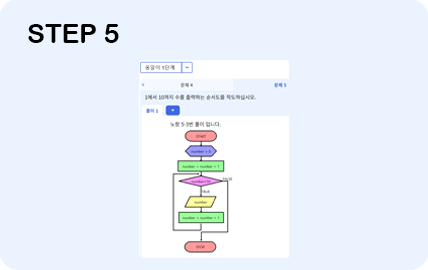 STEP 5
옹알이 1단계
문제 4
문제 5
1에서 10까지 수를 출력하는 순서도를 작도하십시오.
풀이 1
+
노랑 5-3번 풀이 입니다.
START
number = 0
number = number + 1
FALSE
TRUE
number
number = number + 1
STOP